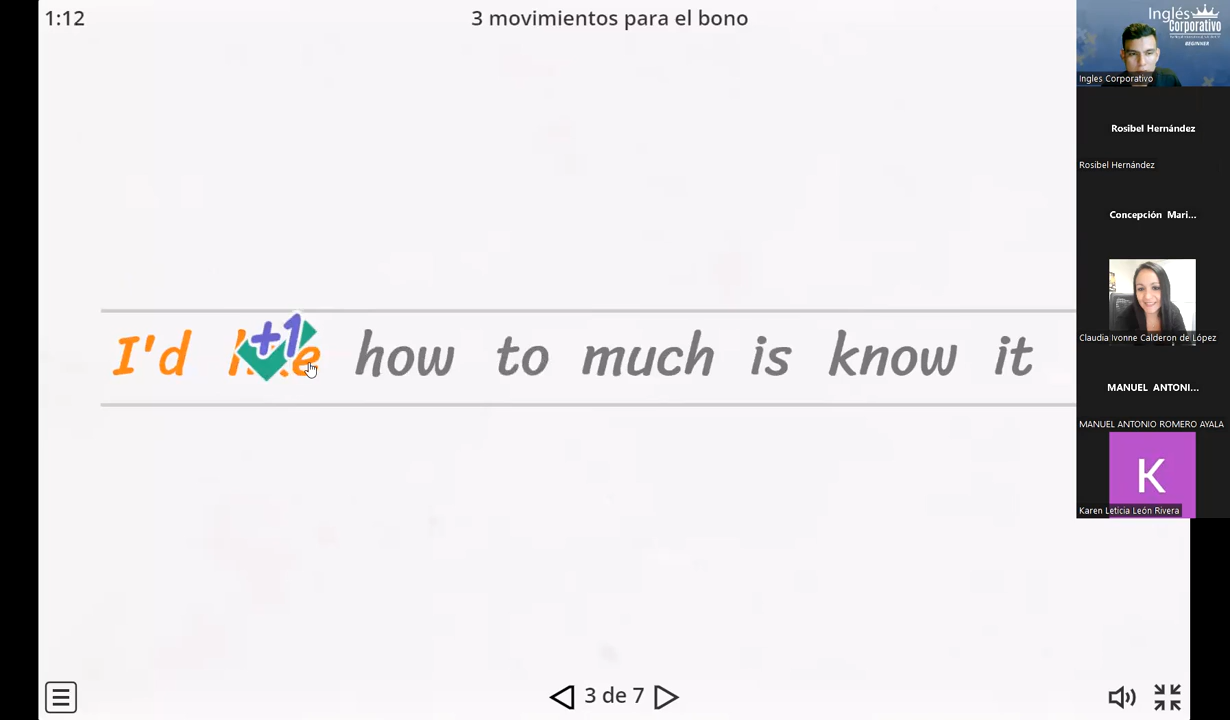 1:12
3 movimientos para el bono
Inglés
Corporativo
BEGINNER
Ingles Corporativo
Rosibel Hernández
Rosibel Hernández
Concepción Mari...
Claudia Ivonne Calderon de López
MANUEL ANTONI...
MANUEL ANTONIO ROMERO AYALA
K
Karen Leticia León Rivera
I'd how to much is know it
+1
3 de 7